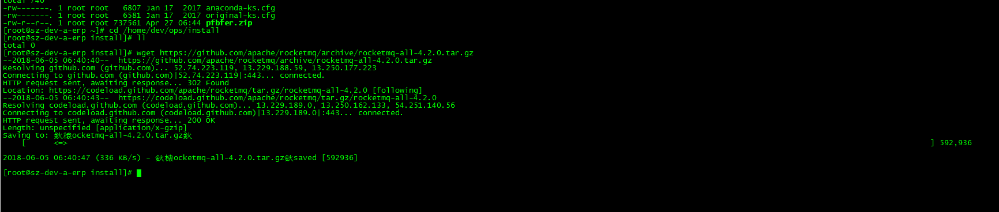 total 740
-rw-------. 1 root root   6807 Jan 17  2017 anaconda-ks.cfg
-rw-------. 1 root root   6581 Jan 17  2017 original-ks.cfg
-rw-r--r--. 1 root root 737561 Apr 27 06:44 pfbfer.zip
[root@sz-dev-a-erp ~]# cd /home/dev/ops/install
[root@sz-dev-a-erp install]# ll
total 0
[root@sz-dev-a-erp install]# wget https://github.com/apache/rocketmq/archive/rocketmq-all-4.2.0.tar.gz
--2018-06-05 06:40:40--  https://github.com/apache/rocketmq/archive/rocketmq-all-4.2.0.tar.gz
Resolving github.com (github.com)... 52.74.223.119, 13.229.188.59, 13.250.177.223
Connecting to github.com (github.com)|52.74.223.119|:443... connected.
HTTP request sent, awaiting response... 302 Found
Location: https://codeload.github.com/apache/rocketmq/tar.gz/rocketmq-all-4.2.0 [following]
--2018-06-05 06:40:43--  https://codeload.github.com/apache/rocketmq/tar.gz/rocketmq-all-4.2.0
Resolving codeload.github.com (codeload.github.com)... 13.229.189.0, 13.250.162.133, 54.251.140.56
Connecting to codeload.github.com (codeload.github.com)|13.229.189.0|:443... connected.
HTTP request sent, awaiting response... 200 OK
Length: unspecified [application/x-gzip]
Saving to: 鈥榬ocketmq-all-4.2.0.tar.gz鈥
    [      <=>                                                                 ] 592,936
2018-06-05 06:40:47 (336 KB/s) - 鈥榬ocketmq-all-4.2.0.tar.gz鈥saved [592936]
[root@sz-dev-a-erp install]#